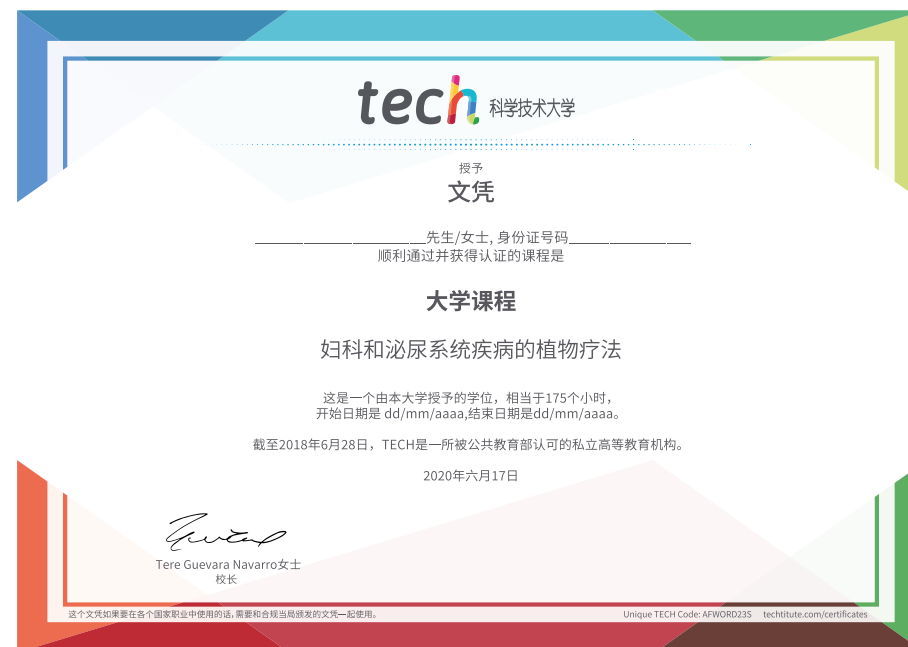 tech 科学技术大学
授予
文凭
先生/女士, 身份证号码
顺利通过并获得认证的课程是
大学课程
妇科和泌尿系统疾病的植物疗法
这是一个由本大学授予的学位，相当于175个小时，
开始日期是 dd/mm/aaaa,结束日期是dd/mm/aaaa。
截至2018年6月28日，TECH是一所被公共教育部认可的私立高等教育机构。
2020年六月17日
Tere Guevara Navarro女士
校长
这个文凭如果要在各个国家职业中使用的话,需要和合规当局颁发的文凭一起使用。
Unique TECH Code: AFWORD23S techtitute.com/certificates